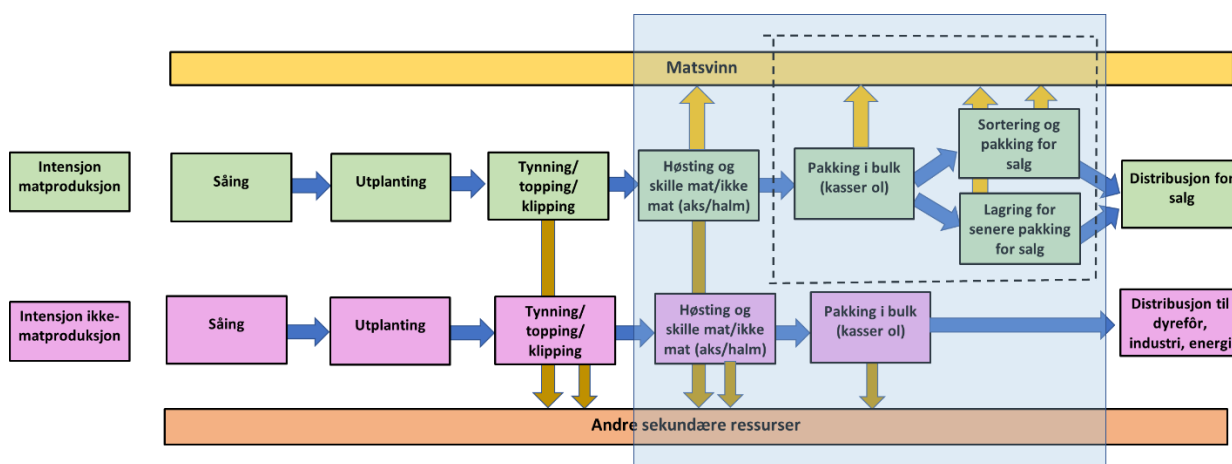 Matsvinn
Intensjon
matproduksjon
Såing
Utplanting
Tynning/
topping/
klipping
Høsting og
skille mat/ikke
mat (aks/halm)
Pakking i bulk
(kasser ol)
Sortering og
pakking for
salg
Lagring for
senere pakking
for salg
Distribusjon for
salg
Intensjon ikke-
matproduksjon
Såing
Utplanting
Tynning/
topping/
klipping
Høsting og
skille mat/ikke
mat (aks/halm)
Pakking i bulk
(kasser ol)
Distribusjon til
dyrefôr,
industri, energi
Andre sekundære ressurser